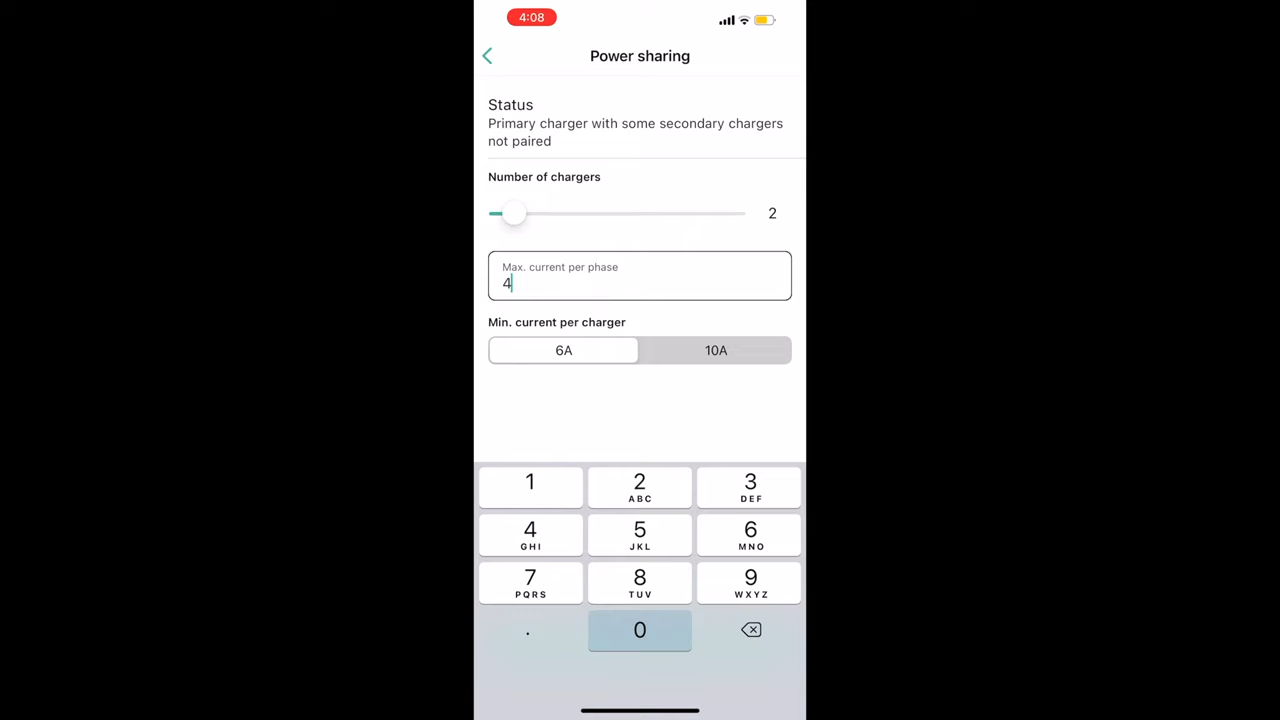 4:08
Power sharing
Status
Primary charger with some secondary chargers
not paired
Number of chargers
2
Max. current per phase
4
Min. current per charger
6A 10A
1 2 3
ABC DEF
4 5 6
GHI JKL MNO
7 8 9
PQRS TUV WXYZ
. 0